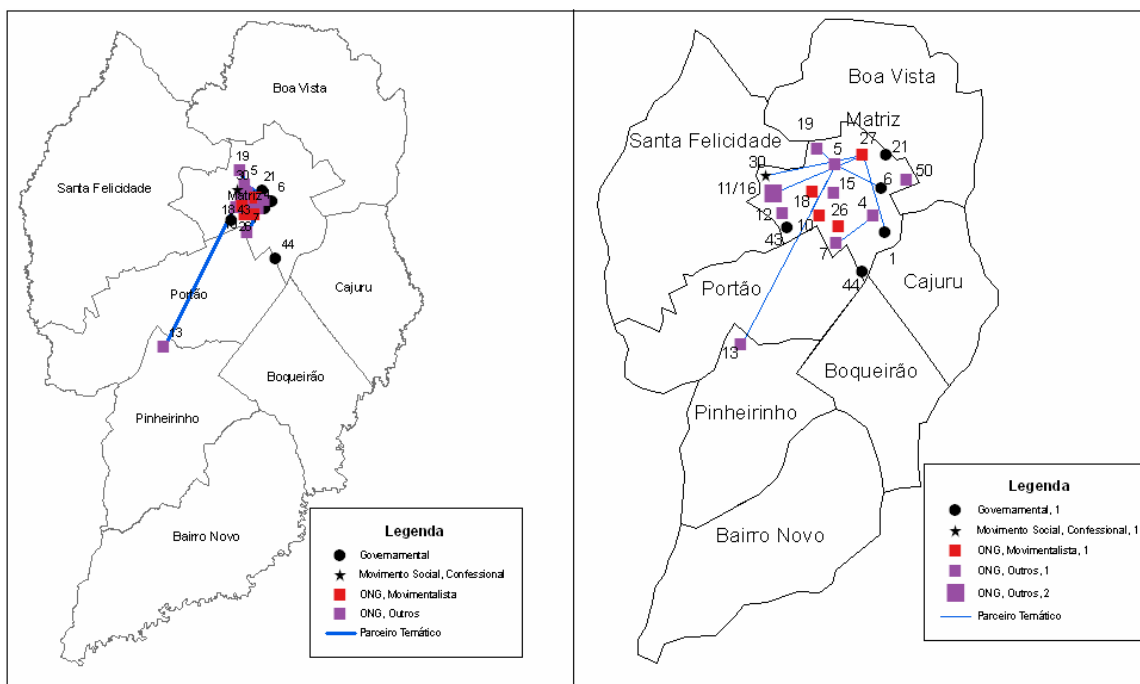 Boa Vista
19
5
21
30
6
Santa Felicidade
Matriz
18
43
7
26
44
Cajuru
Portão
13
Boqueirão
Pinheirinho
Bairro Novo
Legenda
Governamental
Movimento Social, Confessional
ONG, Movimentalista
ONG, Outros
Parceiro Temático
Boa Vista
Matriz
19
27
Santa Felicidade
5
21
30
50
11/16
15
6
18
4
12
10
26
43
7
1
44
Cajuru
Portão
13
Boqueirão
Pinheirinho
Bairro Novo
Legenda
Governamental, 1
Movimento Social, Confessional, 1
ONG, Movimentalista, 1
ONG, Outros, 1
ONG, Outros, 2
Parceiro Temático